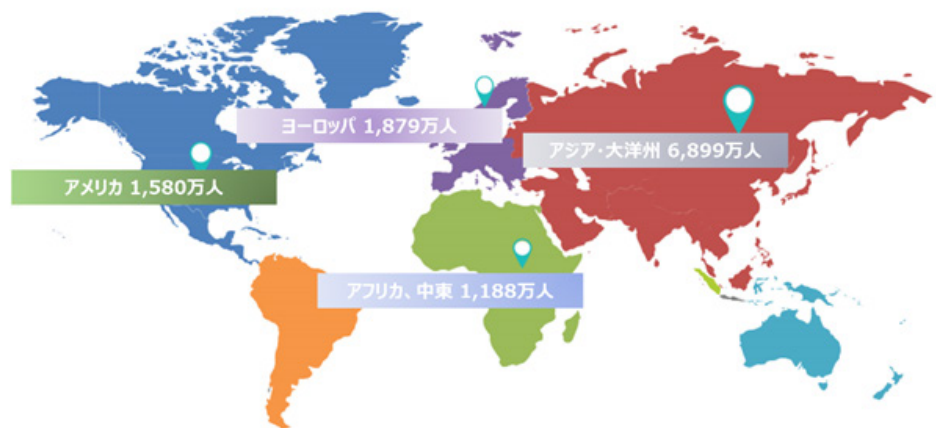 ヨーロッパ 1,879万人
アジア・大洋州 6,899万人
アメリカ 1,580万人
アフリカ、中東 1,188万人